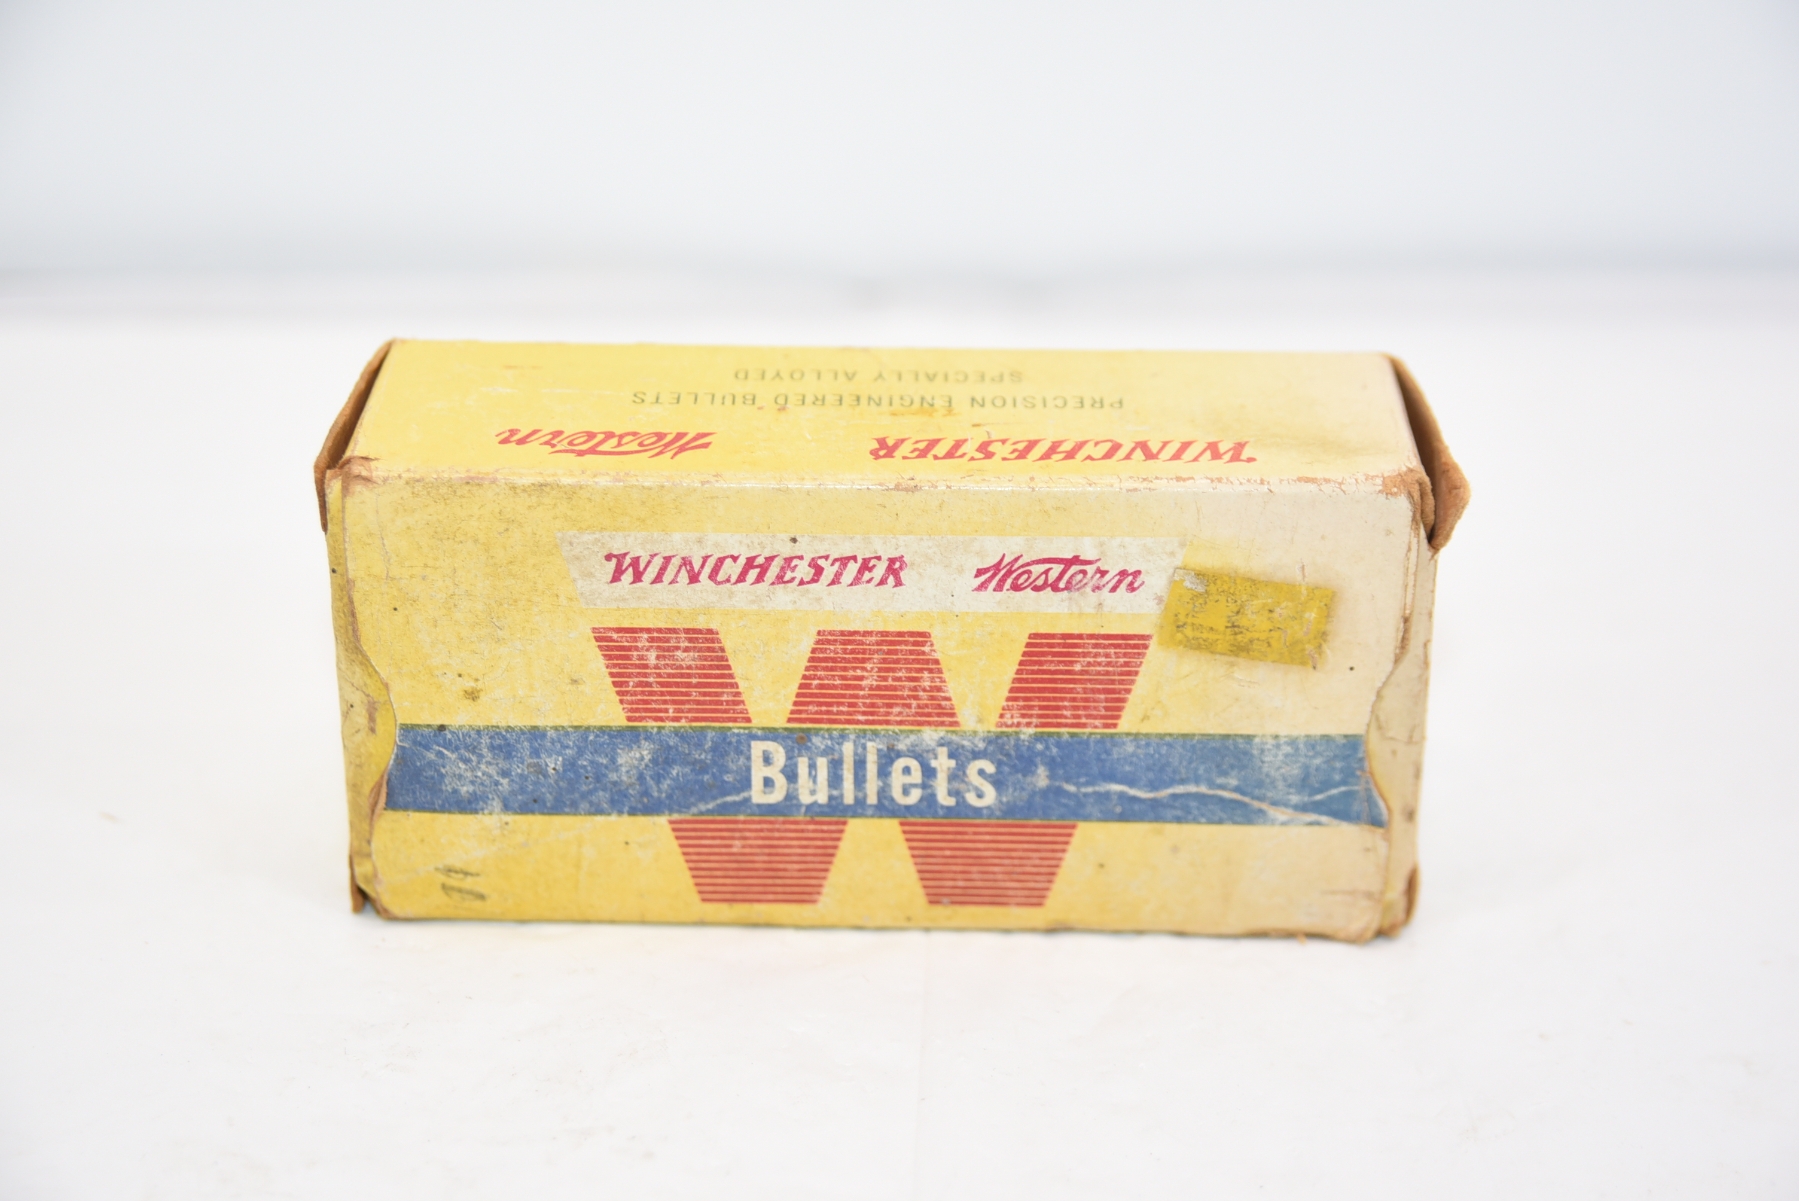 WINCHESTER Western
PRECISION ENGINEERED BULLETS
SPECIALLY ALLOYED
WINCHESTER Western
Bullets